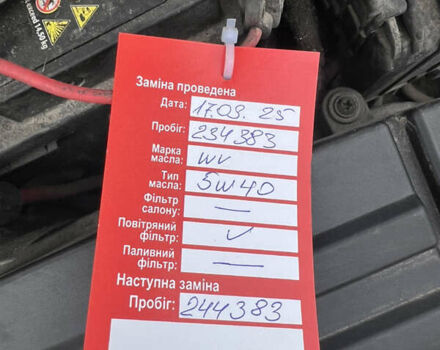 Заміна проведена
Дата: 17.03.25
Пробіг: 234383
Марка масла: WV
Тип масла: 5W40
Фільтр салону: —
Повітряний фільтр: ✓
Паливний фільтр: —
Наступна заміна
Пробіг: 244383